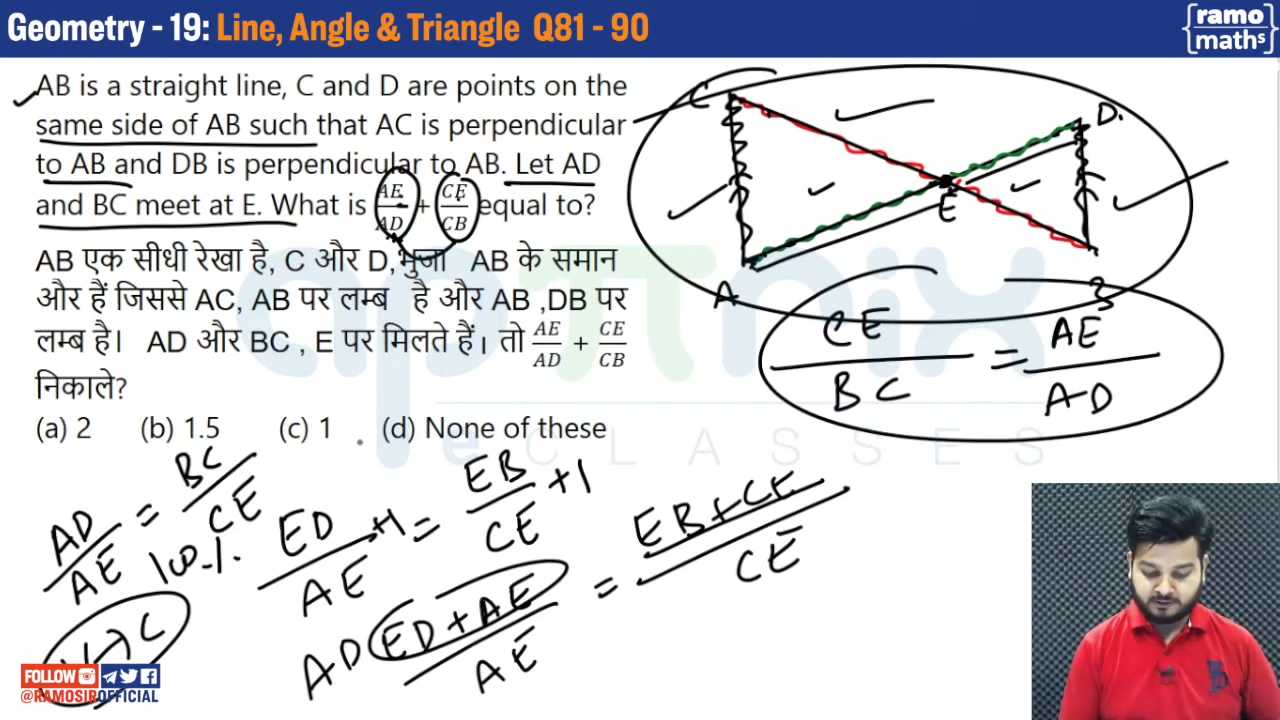 Geometry - 19: Line, Angle & Triangle Q81 - 90
{ramo maths}
AB is a straight line, C and D are points on the
same side of AB such that AC is perpendicular
to AB and DB is perpendicular to AB. Let AD
and BC meet at E. What is AE/AD + CE/CB equal to?
AB एक सीधी रेखा है, C और D,भुजा AB के समान
और हैं जिससे AC, AB पर लम्ब है और AB ,DB पर
लम्ब है। AD और BC , E पर मिलते हैं। तो AE/AD + CE/CB
निकाले?
(a) 2 (b) 1.5 (c) 1 (d) None of these
C
D
E
A
B
CE/BC = AE/AD
AD/AE = BC/CE
100%
ED/AE +1 = EB/CE +1
AD ED+AE/AE = EB+CE/CE
C
CLASSES
FOLLOW
@RAMOSIROFFICIAL